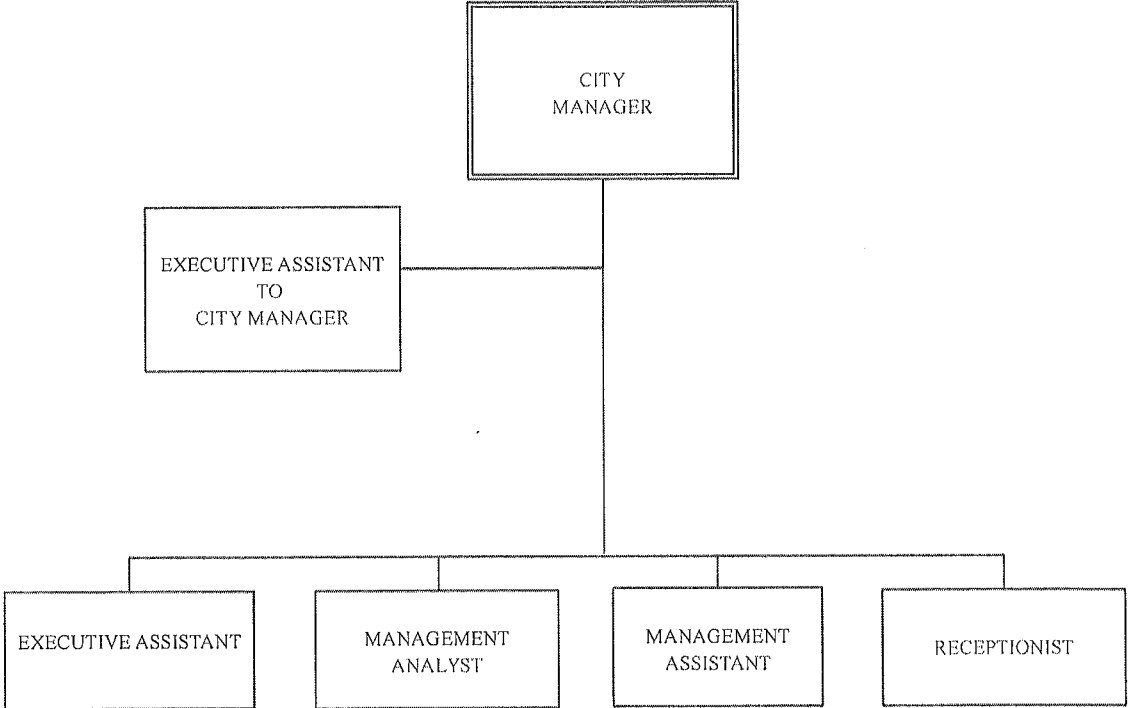 CITY
MANAGER
EXECUTIVE ASSISTANT
TO
CITY MANAGER
EXECUTIVE ASSISTANT
MANAGEMENT
ANALYST
MANAGEMENT
ASSISTANT
RECEPTIONIST